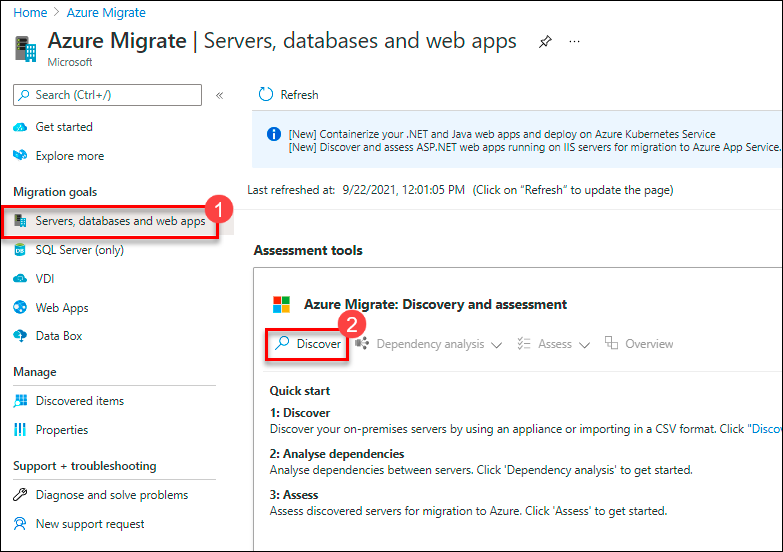 Home > Azure Migrate >
Azure Migrate | Servers, databases and web apps
Microsoft
Search (Ctrl+/)
«
Refresh
Get started
Explore more
[New] Containerize your .NET and Java web apps and deploy on Azure Kubernetes Service
[New] Discover and assess ASP.NET web apps running on IIS servers for migration to Azure App Service.
Last refreshed at: 9/22/2021, 12:01:05 PM (Click on “Refresh” to update the page)
Migration goals
1
Servers, databases and web apps
SQL Server (only)
VDI
Web Apps
Data Box
Manage
Discovered items
Properties
Support + troubleshooting
Diagnose and solve problems
New support request
Assessment tools
Azure Migrate: Discovery and assessment
2
Discover
Dependency analysis
Assess
Overview
Quick start
1: Discover
Discover your on-premises servers by using an appliance or importing in a CSV format. Click "Discov
2: Analyse dependencies
Analyse dependencies between servers. Click 'Dependency analysis' to get started.
3: Assess
Assess discovered servers for migration to Azure. Click 'Assess' to get started.